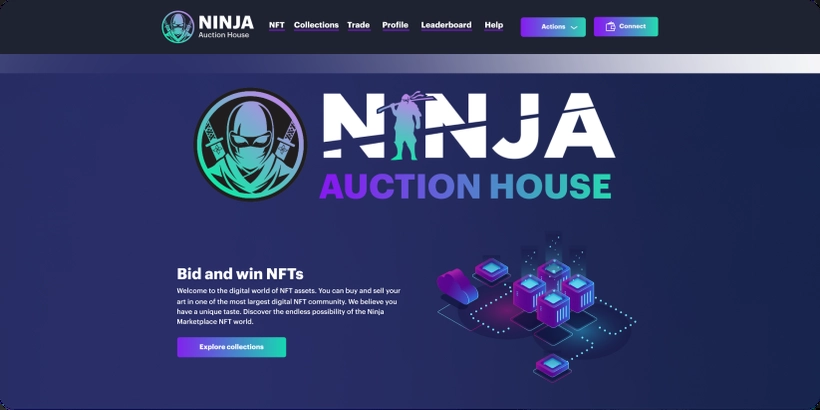 NINJA
Auction House
NFT Collections Trade Profile Leaderboard Help Actions Connect
NINJA
AUCTION HOUSE
Bid and win NFTs
Welcome to the digital world of NFT assets. You can buy and sell your
art in one of the most largest digital NFT community. We believe you
have a unique taste. Discover the endless possibility of the Ninja
Marketplace NFT world.
Explore collections